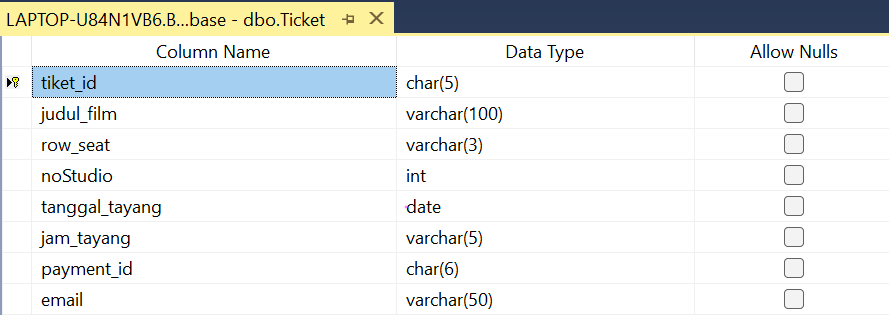 LAPTOP-U84N1VB6.B...base - dbo.Ticket
Column Name Data Type Allow Nulls
tiket_id char(5)
judul_film varchar(100)
row_seat varchar(3)
noStudio int
tanggal_tayang date
jam_tayang varchar(5)
payment_id char(6)
email varchar(50)